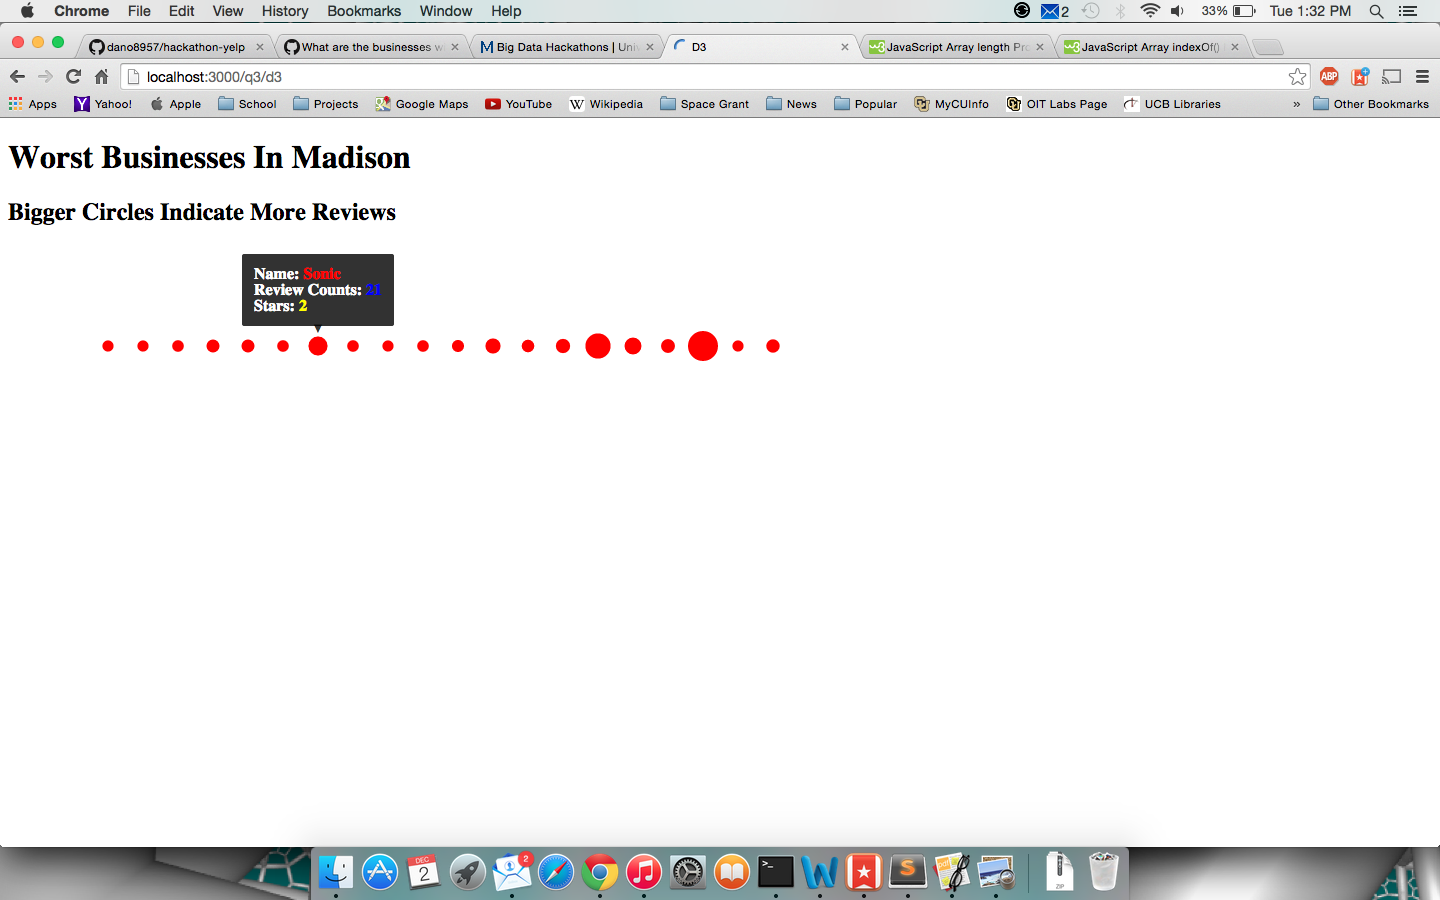 Chrome File Edit View History Bookmarks Window Help 2 33% Tue 1:32 PM
dano8957/hackathon-yelp What are the businesses w Big Data Hackathons | Uni D3 JavaScript Array length Pr JavaScript Array indexOf()
localhost:3000/q3/d3 ABP
Apps Yahoo! Apple School Projects Google Maps YouTube Wikipedia Space Grant News Popular MyCUInfo OIT Labs Page UCB Libraries » Other Bookmarks
Worst Businesses In Madison
Bigger Circles Indicate More Reviews
Name: Sonic
Review Counts: 21
Stars: 2
DEC
2
2
ZIP